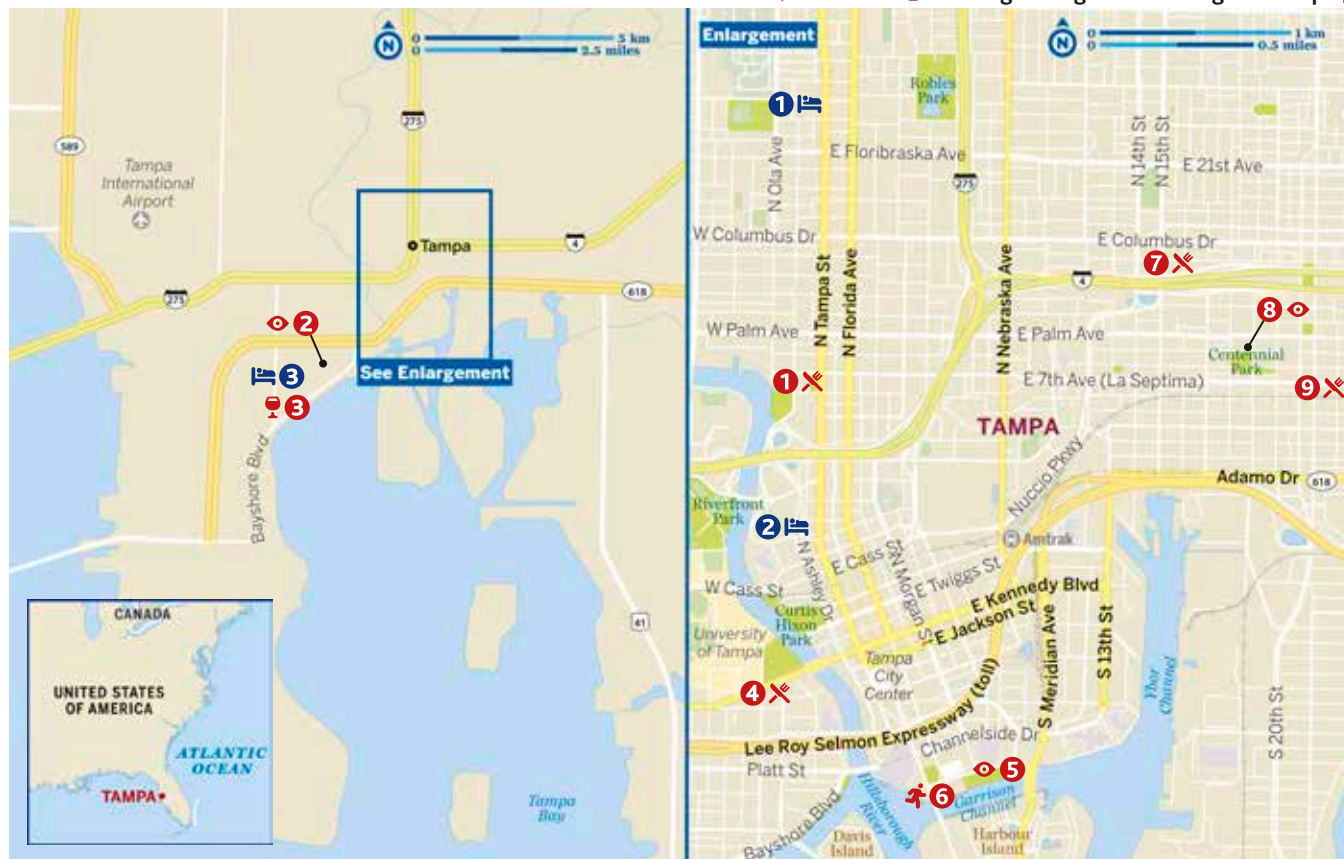 N
0 5 km
0 2.5 miles
275
589
Tampa
International
Airport
Tampa
4
275
618
2
See Enlargement
3
3
Bayshore Blvd
41
CANADA
UNITED STATES
OF AMERICA
ATLANTIC
OCEAN
TAMPA
Tampa
Bay
Enlargement
N
0 1 km
0 0.5 miles
1
Robles
Park
N Ola Ave
E Floribraska Ave
N 14th St
N 15th St
E 21st Ave
275
W Columbus Dr
E Columbus Dr
N Tampa St
N Florida Ave
N Nebraska Ave
7
4
8
W Palm Ave
E Palm Ave
Centennial
Park
1
E 7th Ave (La Septima)
9
TAMPA
Nuccio Pkwy
Adamo Dr
618
Riverfront
Park
2
Amtrak
N Ashley Dr
E Cass St
N Morgan St
E Twiggs St
W Cass St
E Kennedy Blvd
Curtis
Hixon
Park
E Jackson St
University
of Tampa
Tampa
City
Center
S Meridian Ave
S 13th St
Ybor
Channel
4
Lee Roy Selmon Expressway (toll)
S 20th St
Channelside Dr
Platt St
5
6
Garrison
Channel
Hillsborough
River
Bayshore Blvd
Davis
Island
Harbour
Island